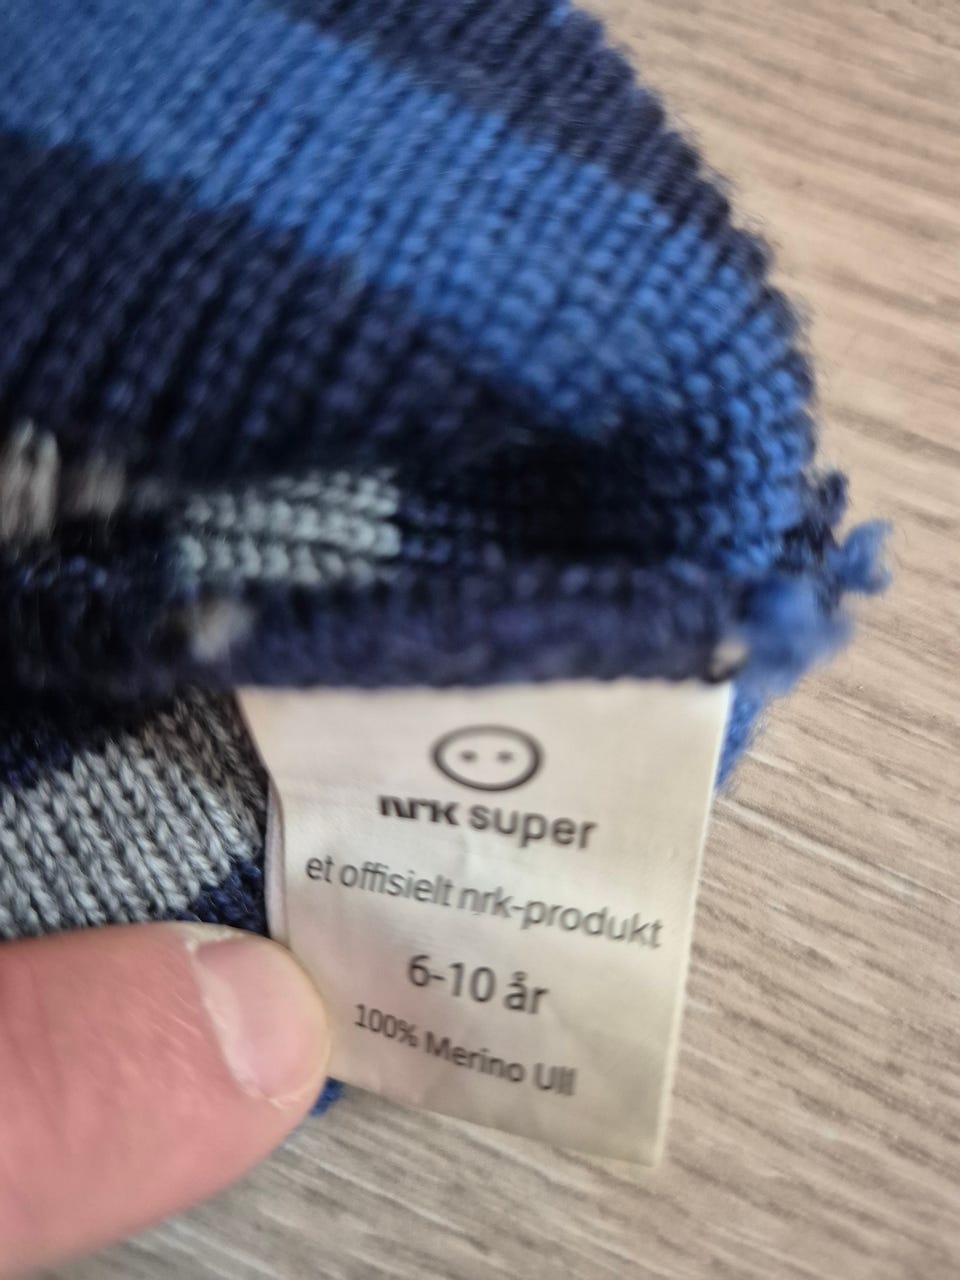 nrk super
et offisielt nrk-produkt
6-10 år
100% Merino Ull